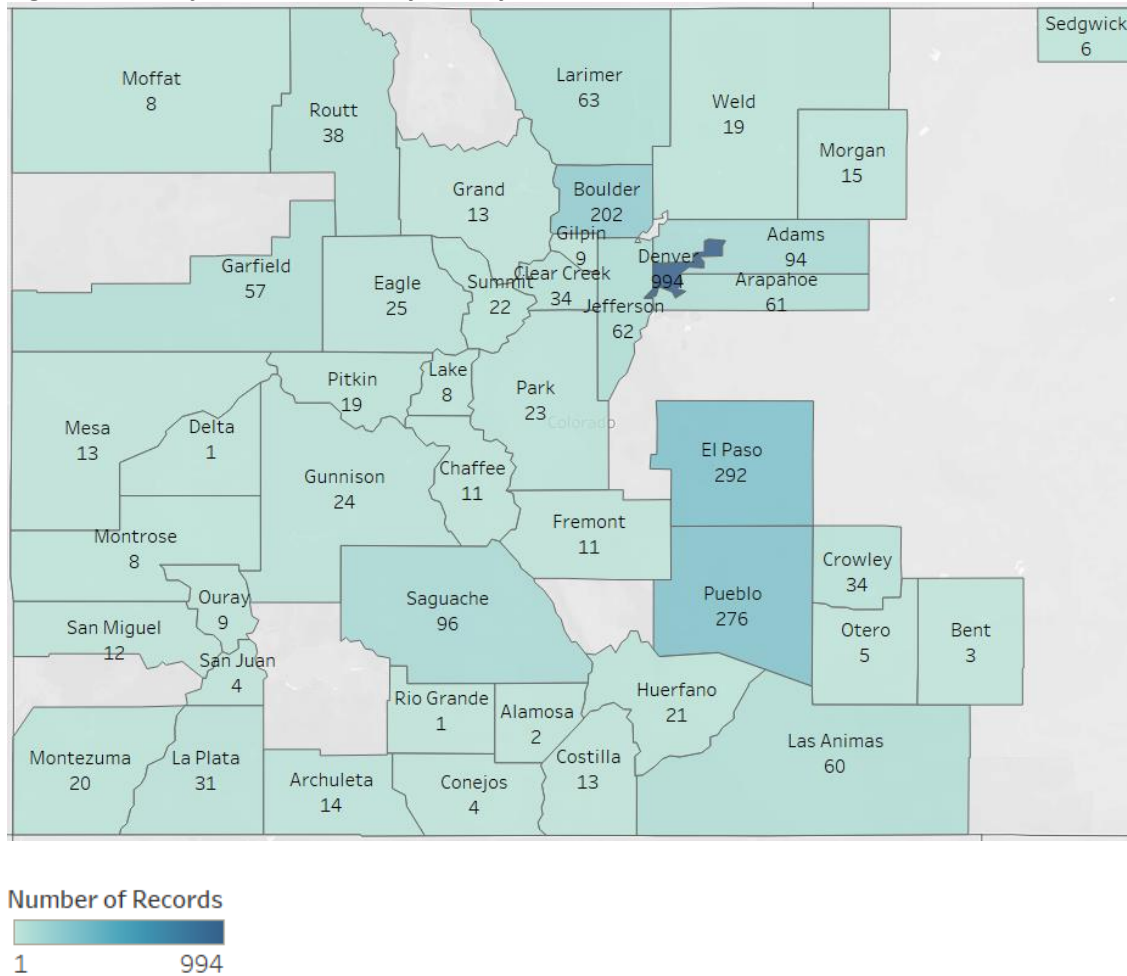 Sedgwick
6
Moffat
8
Routt
38
Larimer
63
Weld
19
Morgan
15
Grand
13
Boulder
202
Gilpin
9
Denver
994
Adams
94
Garfield
57
Eagle
25
Summit
22
Clear Creek
34
Jefferson
62
Arapahoe
61
Mesa
13
Delta
1
Pitkin
19
Lake
8
Park
23
Colorado
El Paso
292
Gunnison
24
Chaffee
11
Fremont
11
Montrose
8
Ouray
9
Saguache
96
Pueblo
276
Crowley
34
San Miguel
12
San Juan
4
Otero
5
Bent
3
Rio Grande
1
Alamosa
2
Huerfano
21
Montezuma
20
La Plata
31
Archuleta
14
Conejos
4
Costilla
13
Las Animas
60
Number of Records
1 994